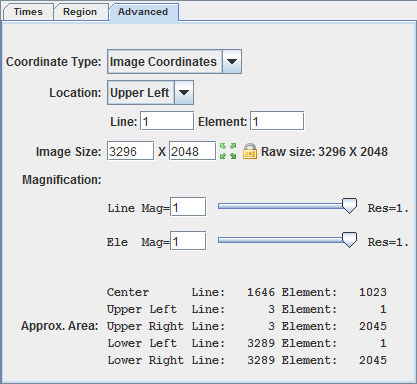 Times Region Advanced
Coordinate Type: Image Coordinates
Location: Upper Left
Line: 1 Element: 1
Image Size: 3296 X 2048 Raw size: 3296 X 2048
Magnification:
Line Mag=1 Res=1.
Ele Mag=1 Res=1.
Center Line: 1646 Element: 1023
Upper Left Line: 3 Element: 1
Approx. Area: Upper Right Line: 3 Element: 2045
Lower Left Line: 3289 Element: 1
Lower Right Line: 3289 Element: 2045